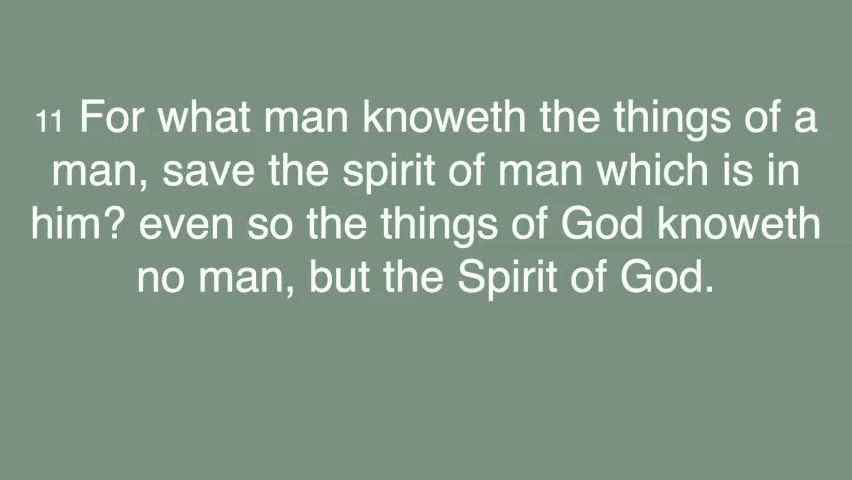 11 For what man knoweth the things of a
man, save the spirit of man which is in
him? even so the things of God knoweth
no man, but the Spirit of God.